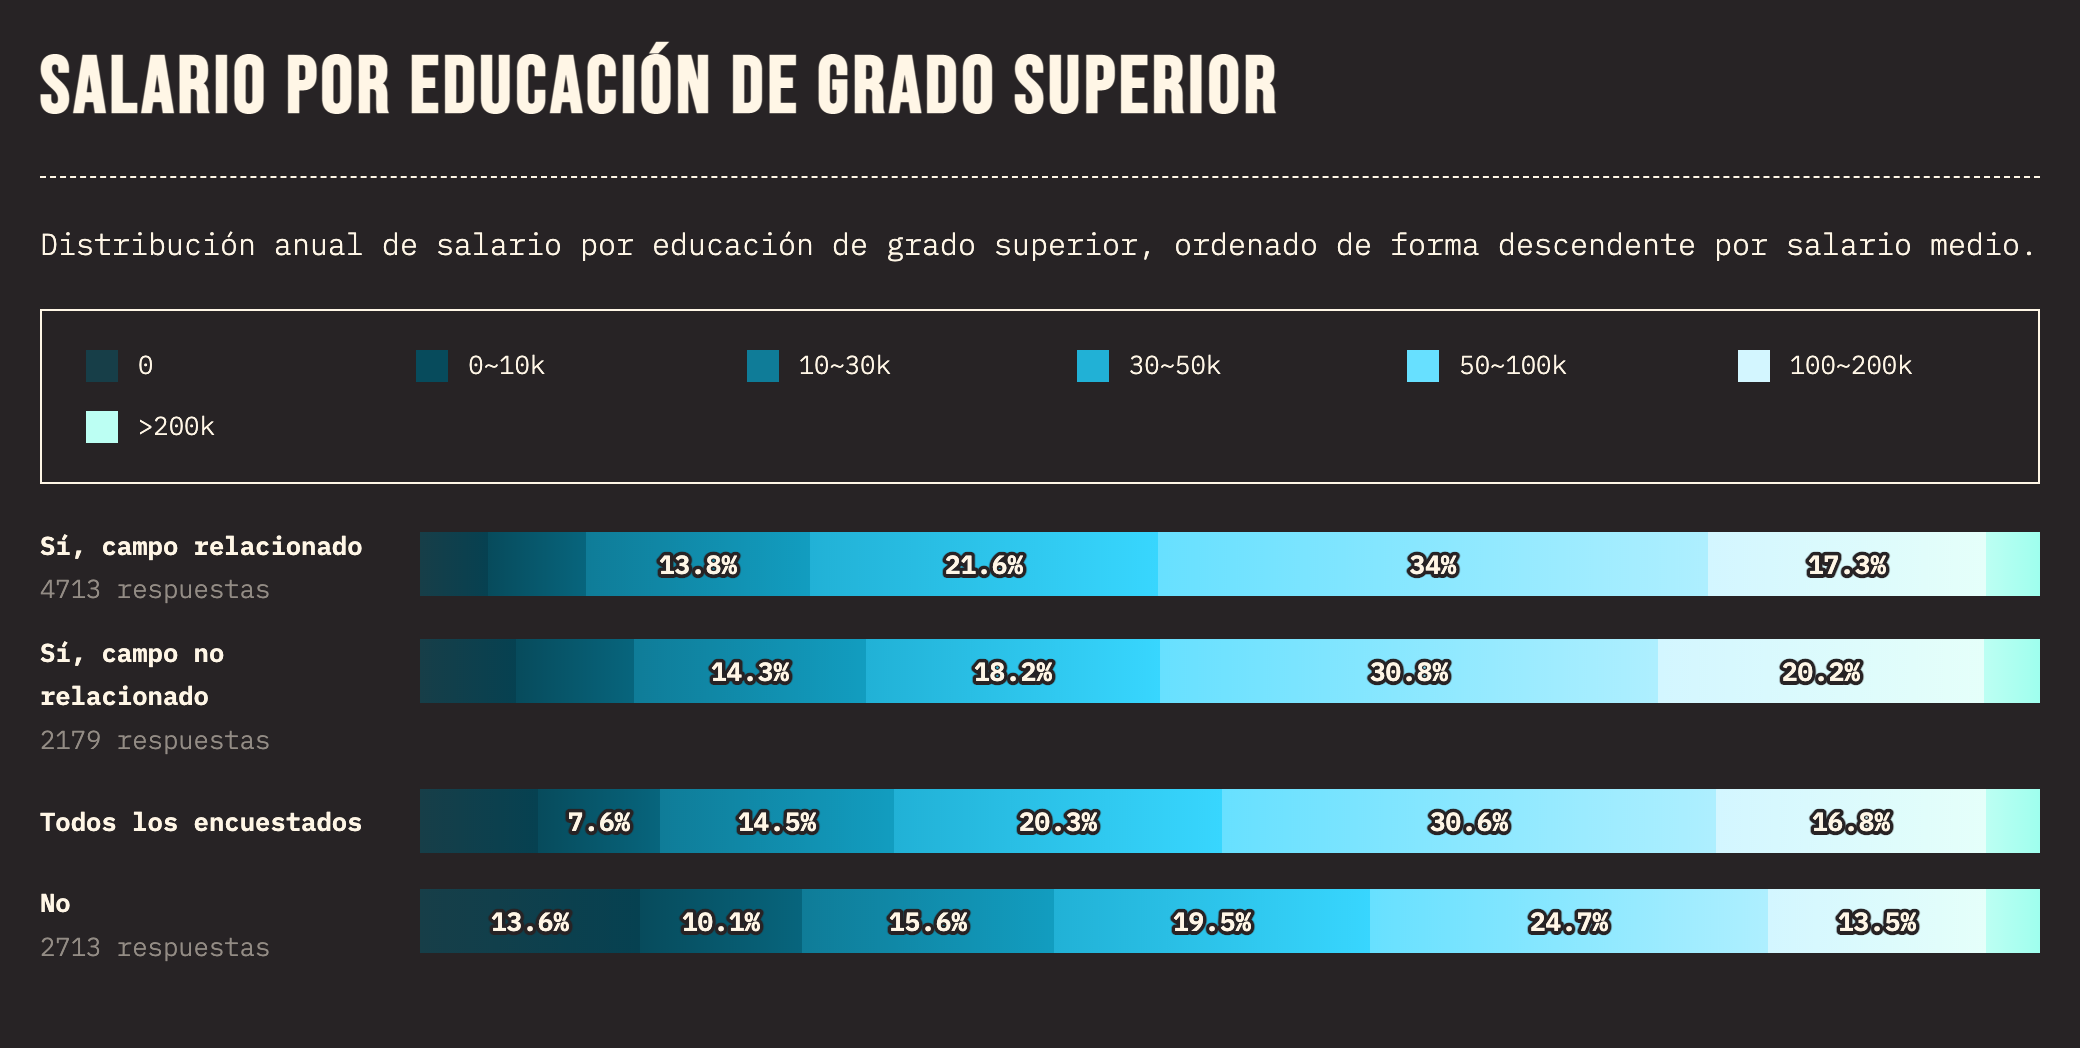 SALARIO POR EDUCACIÓN DE GRADO SUPERIOR
Distribución anual de salario por educación de grado superior, ordenado de forma descendente por salario medio.
0 0~10k 10~30k 30~50k 50~100k 100~200k
>200k
Sí, campo relacionado
4713 respuestas
13.8% 21.6% 34% 17.3%
Sí, campo no
relacionado
2179 respuestas
14.3% 18.2% 30.8% 20.2%
Todos los encuestados
7.6% 14.5% 20.3% 30.6% 16.8%
No
2713 respuestas
13.6% 10.1% 15.6% 19.5% 24.7% 13.5%